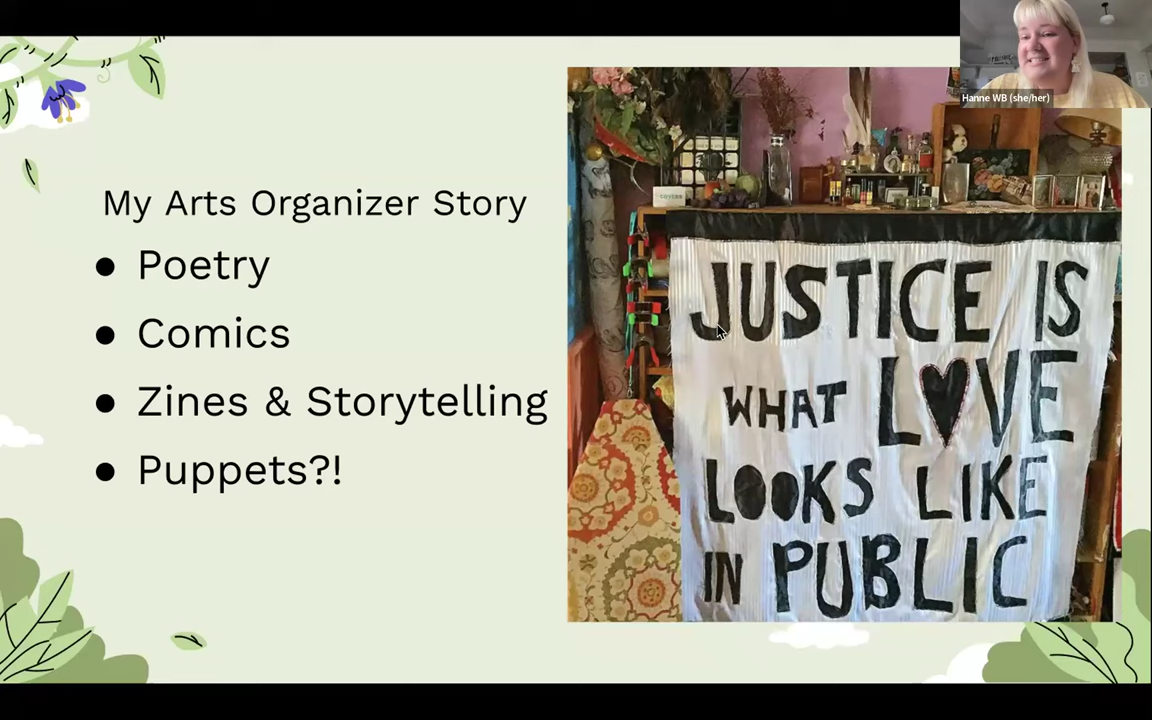 Hanne WB (she/her)
My Arts Organizer Story
● Poetry
● Comics
● Zines & Storytelling
● Puppets?!
JUSTICE IS
WHAT LOVE
LOOKS LIKE
IN PUBLIC